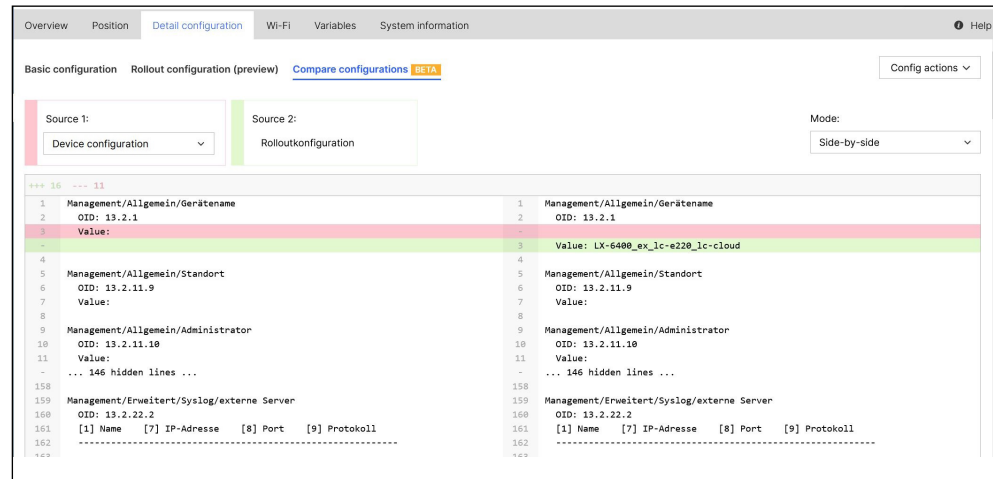 Overview Position Detail configuration Wi-Fi Variables System information Help
Basic configuration Rollout configuration (preview) Compare configurations BETA Config actions
Source 1: Source 2: Mode:
Device configuration Rolloutkonfiguration Side-by-side
+++ 16 --- 11
1 Management/Allgemein/Gerätename 1 Management/Allgemein/Gerätename
2 OID: 13.2.1 2 OID: 13.2.1
3 Value: -
- 3 Value: LX-6400_ex_lc-e220_lc-cloud
4 4
5 Management/Allgemein/Standort 5 Management/Allgemein/Standort
6 OID: 13.2.11.9 6 OID: 13.2.11.9
7 Value: 7 Value:
8 8
9 Management/Allgemein/Administrator 9 Management/Allgemein/Administrator
10 OID: 13.2.11.10 10 OID: 13.2.11.10
11 Value: 11 Value:
- ... 146 hidden lines ... - ... 146 hidden lines ...
158 158
159 Management/Erweitert/Syslog/externe Server 159 Management/Erweitert/Syslog/externe Server
160 OID: 13.2.22.2 160 OID: 13.2.22.2
161 [1] Name [7] IP-Adresse [8] Port [9] Protokoll 161 [1] Name [7] IP-Adresse [8] Port [9] Protokoll
162 ---------------------------------------------------------- 162 ----------------------------------------------------------
163 163